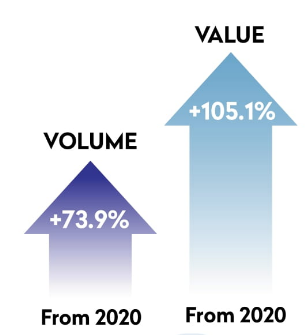 VALUE
+105.1%
VOLUME
+73.9%
From 2020
From 2020